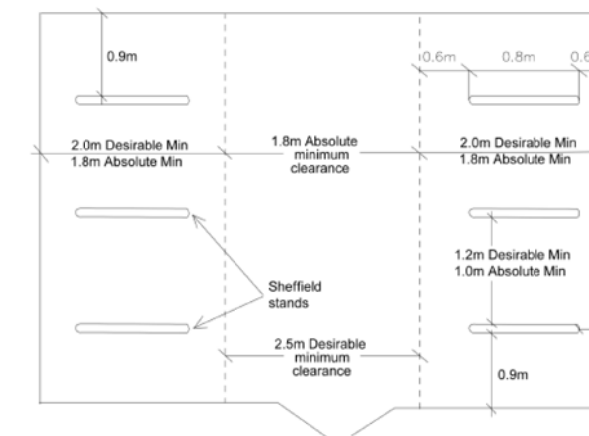 0.9m
0.6m
0.8m
0.6
2.0m Desirable Min
1.8m Absolute Min
1.8m Absolute
minimum
clearance
2.0m Desirable Min
1.8m Absolute Min
1.2m Desirable Min
1.0m Absolute Min
Sheffield
stands
2.5m Desirable
minimum
clearance
0.9m